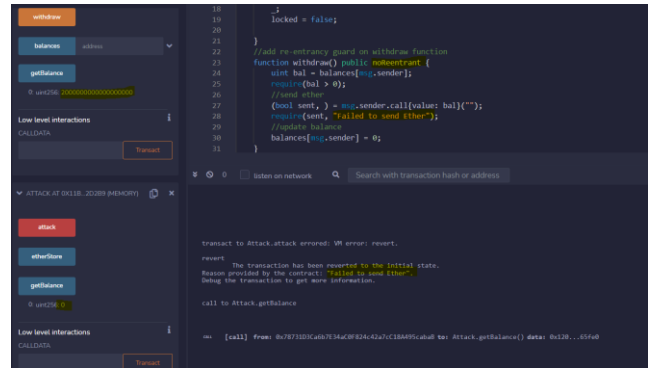 withdraw
balances address
getBalance
0: uint256: 2000000000000000000
Low level interactions i
CALLDATA
Transact
ATTACK AT 0X11B...2D2B9 (MEMORY)
attack
etherStore
getBalance
0: uint256: 0
Low level interactions i
CALLDATA
Transact
18 _;
19 locked = false;
20
21 }
22 //add re-entrancy guard on withdraw function
23 function withdraw() public noReentrant {
24 uint bal = balances[msg.sender];
25 require(bal > 0);
26 //send ether
27 (bool sent, ) = msg.sender.call{value: bal}("");
28 require(sent, "Failed to send Ether");
29 //update balance
30 balances[msg.sender] = 0;
31 }
0 listen on network Search with transaction hash or address
transact to Attack.attack errored: VM error: revert.
revert
The transaction has been reverted to the initial state.
Reason provided by the contract: "Failed to send Ether".
Debug the transaction to get more information.
call to Attack.getBalance
[call] from: to: Attack.getBalance() data: 0x120...65fe0